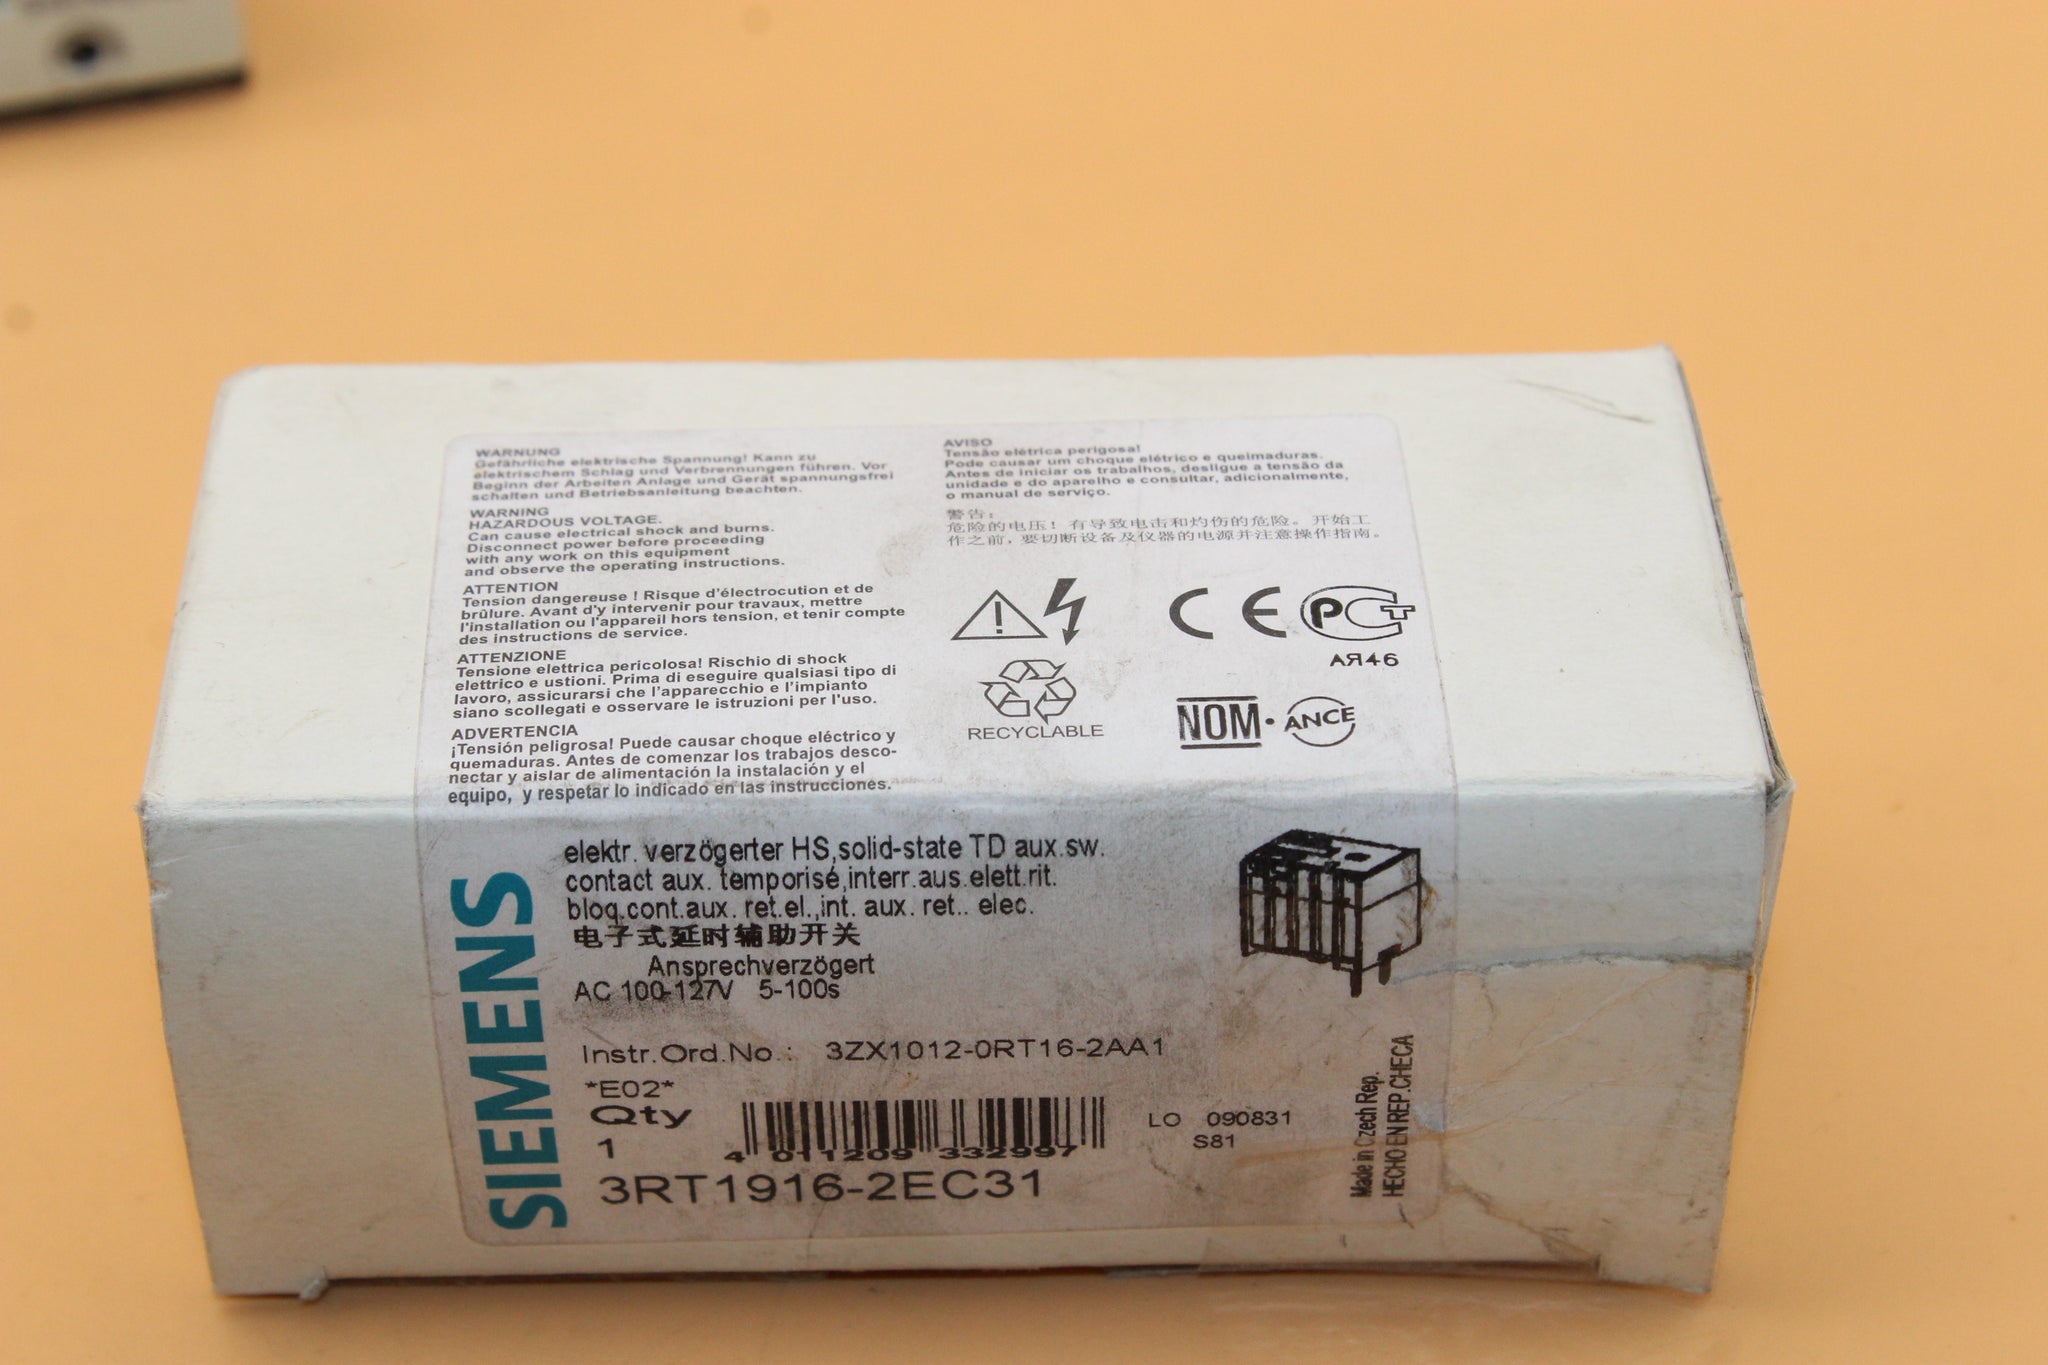 WARNUNG
Gefährliche elektrische Spannung! Kann zu
elektrischem Schlag und Verbrennungen führen. Vor
Beginn der Arbeiten Anlage und Gerät spannungsfrei
schalten und Betriebsanleitung beachten.
WARNING
HAZARDOUS VOLTAGE.
Can cause electrical shock and burns.
Disconnect power before proceeding
with any work on this equipment
and observe the operating instructions.
ATTENTION
Tension dangereuse ! Risque d'électrocution et de
brûlure. Avant d'y intervenir pour travaux, mettre
l'installation ou l'appareil hors tension, et tenir compte
des instructions de service.
ATTENZIONE
Tensione elettrica pericolosa! Rischio di shock
elettrico e ustioni. Prima di eseguire qualsiasi tipo di
lavoro, assicurarsi che l'apparecchio e l'impianto
siano scollegati e osservare le istruzioni per l'uso.
ADVERTENCIA
¡Tensión peligrosa! Puede causar choque eléctrico y
quemaduras. Antes de comenzar los trabajos desco-
nectar y aislar de alimentación la instalación y el
equipo, y respetar lo indicado en las instrucciones.
AVISO
Tensão elétrica perigosa!
Pode causar um choque elétrico e queimaduras.
Antes de iniciar os trabalhos, desligue a tensão da
unidade e do aparelho e consultar, adicionalmente,
o manual de serviço.
警告:
危险的电压! 有导致电击和灼伤的危险。开始工
作之前, 要切断设备及仪器的电源并注意操作指南。
CE PCT
АЯ46
RECYCLABLE
NOM·ANCE
SIEMENS
elektr. verzögerter HS,solid-state TD aux.sw.
contact aux. temporisé,interr.aus.elett.rit.
bloq.cont.aux. ret.el.,int. aux. ret.. elec.
电子式延时辅助开关
Ansprechverzögert
AC 100-127V 5-100s
Instr.Ord.No.: 3ZX1012-0RT16-2AA1
*E02*
Qty
1
4 011209 332997
LO 090831
S81
3RT1916-2EC31
Made in Czech Rep.
HECHO EN REP.CHECA